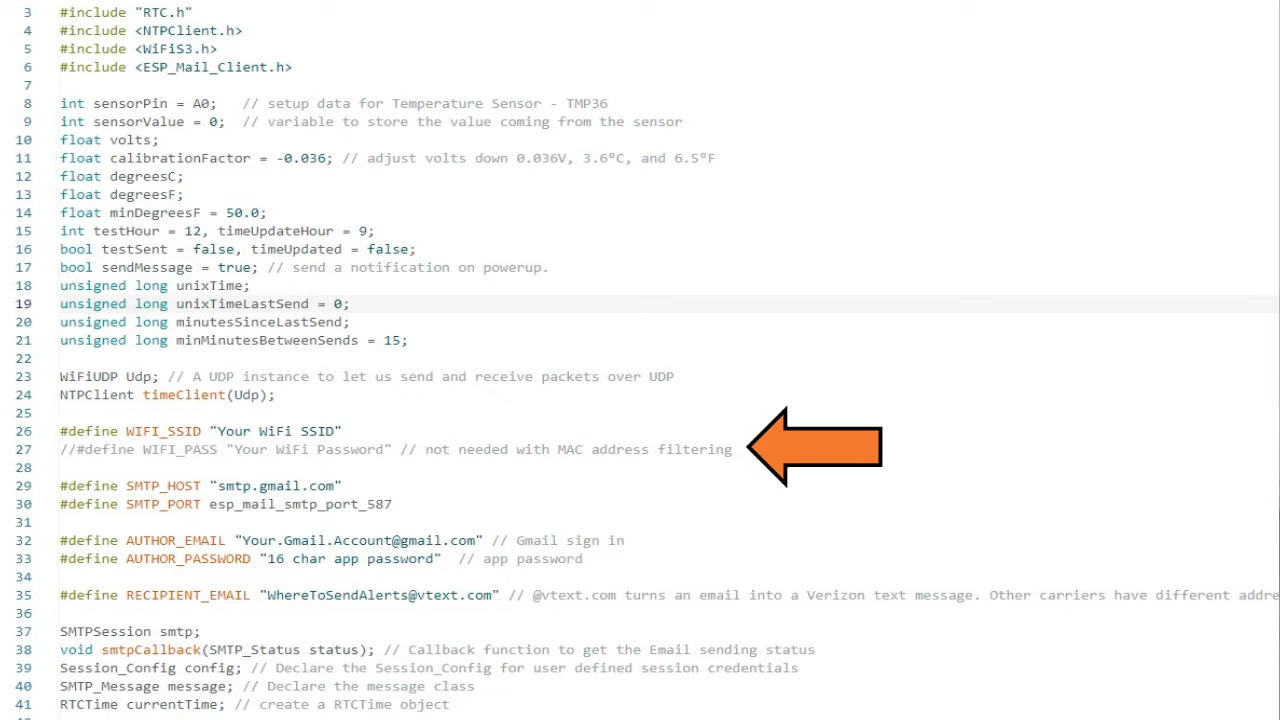 3 #include "RTC.h"
4 #include <NTPClient.h>
5 #include <WiFiS3.h>
6 #include <ESP_Mail_Client.h>
7
8 int sensorPin = A0;   // setup data for Temperature Sensor - TMP36
9 int sensorValue = 0;  // variable to store the value coming from the sensor
10 float volts;
11 float calibrationFactor = -0.036; // adjust volts down 0.036V, 3.6°C, and 6.5°F
12 float degreesC;
13 float degreesF;
14 float minDegreesF = 50.0;
15 int testHour = 12, timeUpdateHour = 9;
16 bool testSent = false, timeUpdated = false;
17 bool sendMessage = true; // send a notification on powerup.
18 unsigned long unixTime;
19 unsigned long unixTimeLastSend = 0;
20 unsigned long minutesSinceLastSend;
21 unsigned long minMinutesBetweenSends = 15;
22
23 WiFiUDP Udp; // A UDP instance to let us send and receive packets over UDP
24 NTPClient timeClient(Udp);
25
26 #define WIFI_SSID "Your WiFi SSID"
27 //#define WIFI_PASS "Your WiFi Password" // not needed with MAC address filtering
28
29 #define SMTP_HOST "smtp.gmail.com"
30 #define SMTP_PORT esp_mail_smtp_port_587
31
32 #define AUTHOR_EMAIL "Your.Gmail.Account@gmail.com" // Gmail sign in
33 #define AUTHOR_PASSWORD "16 char app password"  // app password
34
35 #define RECIPIENT_EMAIL "WhereToSendAlerts@vtext.com" // @vtext.com turns an email into a Verizon text message. Other carriers have different addre
36
37 SMTPSession smtp;
38 void smtpCallback(SMTP_Status status); // Callback function to get the Email sending status
39 Session_Config config; // Declare the Session_Config for user defined session credentials
40 SMTP_Message message; // Declare the message class
41 RTCTime currentTime; // create a RTCTime object